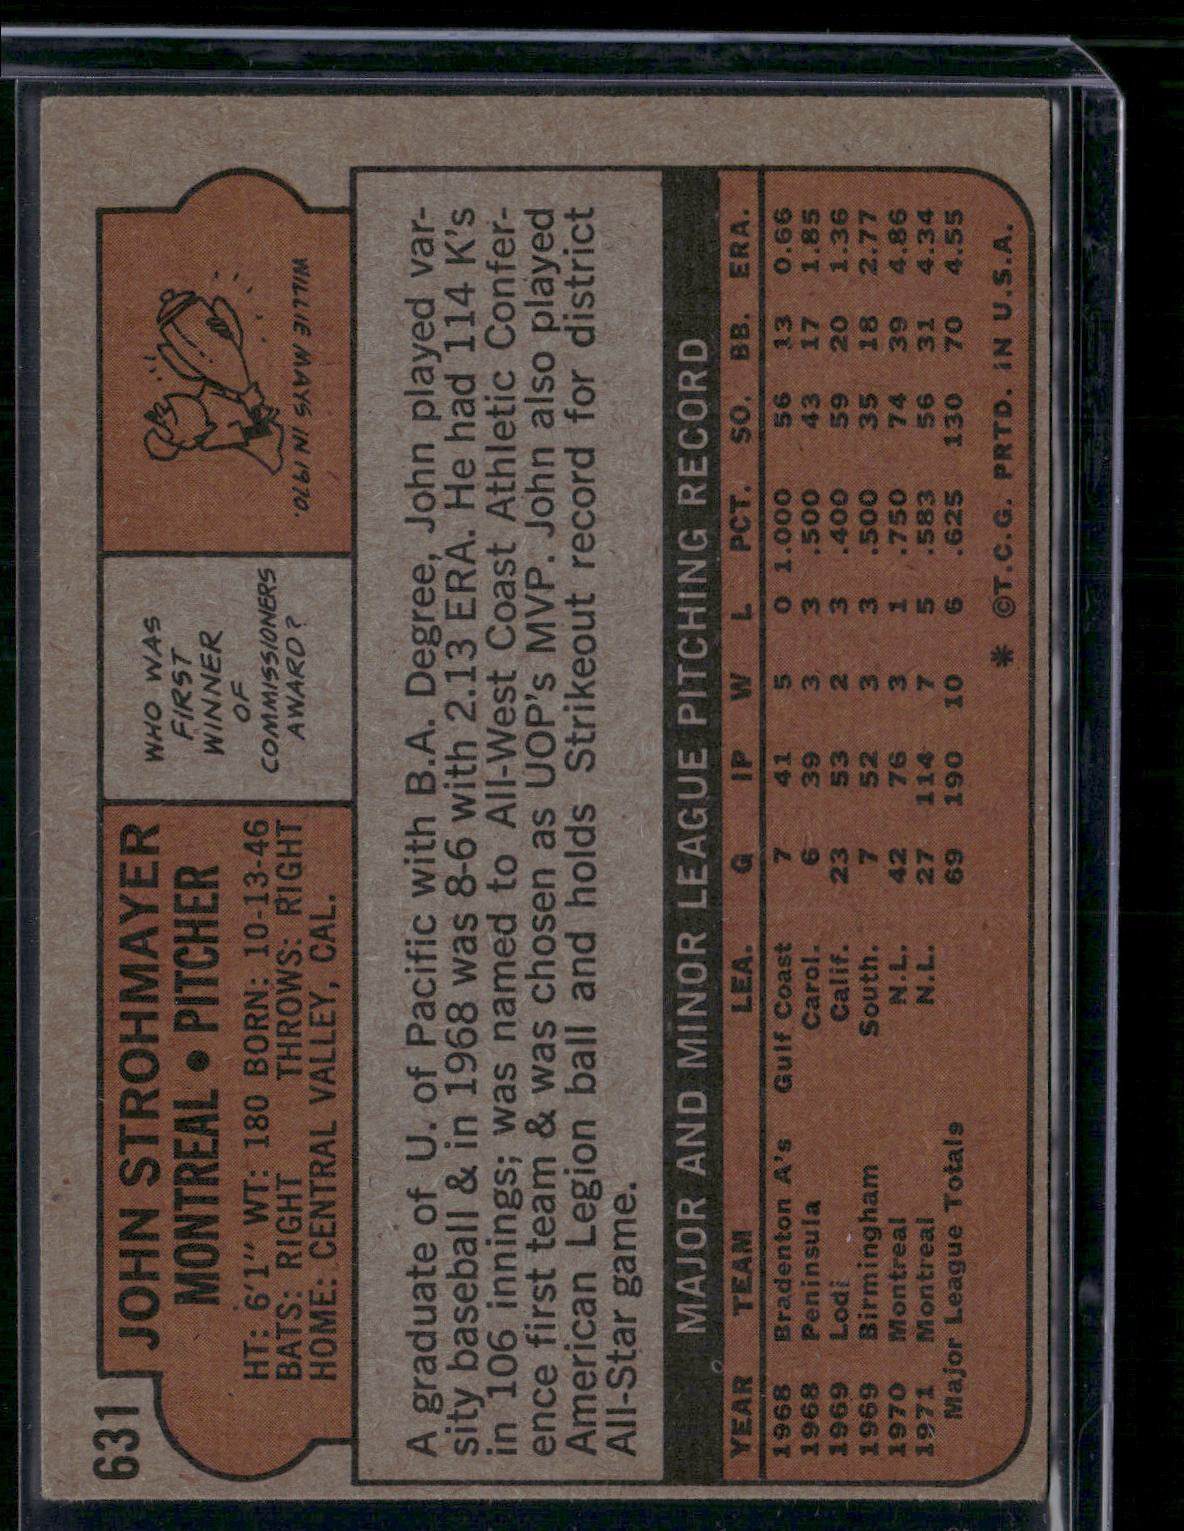 631
JOHN STROHMAYER
MONTREAL • PITCHER
HT: 6'1" WT: 180 BORN: 10-13-46
BATS: RIGHT THROWS: RIGHT
HOME: CENTRAL VALLEY, CAL.
WHO WAS
FIRST
WINNER
OF
COMMISSIONERS
AWARD?
WILLIE MAYS IN 1970.
A graduate of U. of Pacific with B.A. Degree, John played var-
sity baseball & in 1968 was 8-6 with 2.13 ERA. He had 114 K's
in 106 innings; was named to All-West Coast Athletic Confer-
ence first team & was chosen as UOP's MVP. John also played
American Legion ball and holds Strikeout record for district
All-Star game.
MAJOR AND MINOR LEAGUE PITCHING RECORD
YEAR TEAM LEA. G IP W L PCT. SO. BB. ERA.
1968 Bradenton A's Gulf Coast 7 41 5 0 1.000 56 13 0.66
1968 Peninsula Carol. 6 39 3 3 .500 43 17 1.85
1969 Lodi Calif. 23 53 2 3 .400 59 20 1.36
1969 Birmingham South. 7 52 3 3 .500 35 18 2.77
1970 Montreal N.L. 42 76 3 1 .750 74 39 4.86
1971 Montreal N.L. 27 114 7 5 .583 56 31 4.34
Major League Totals 69 190 10 6 .625 130 70 4.55
* ©T.C.G. PRTD. IN U.S.A.